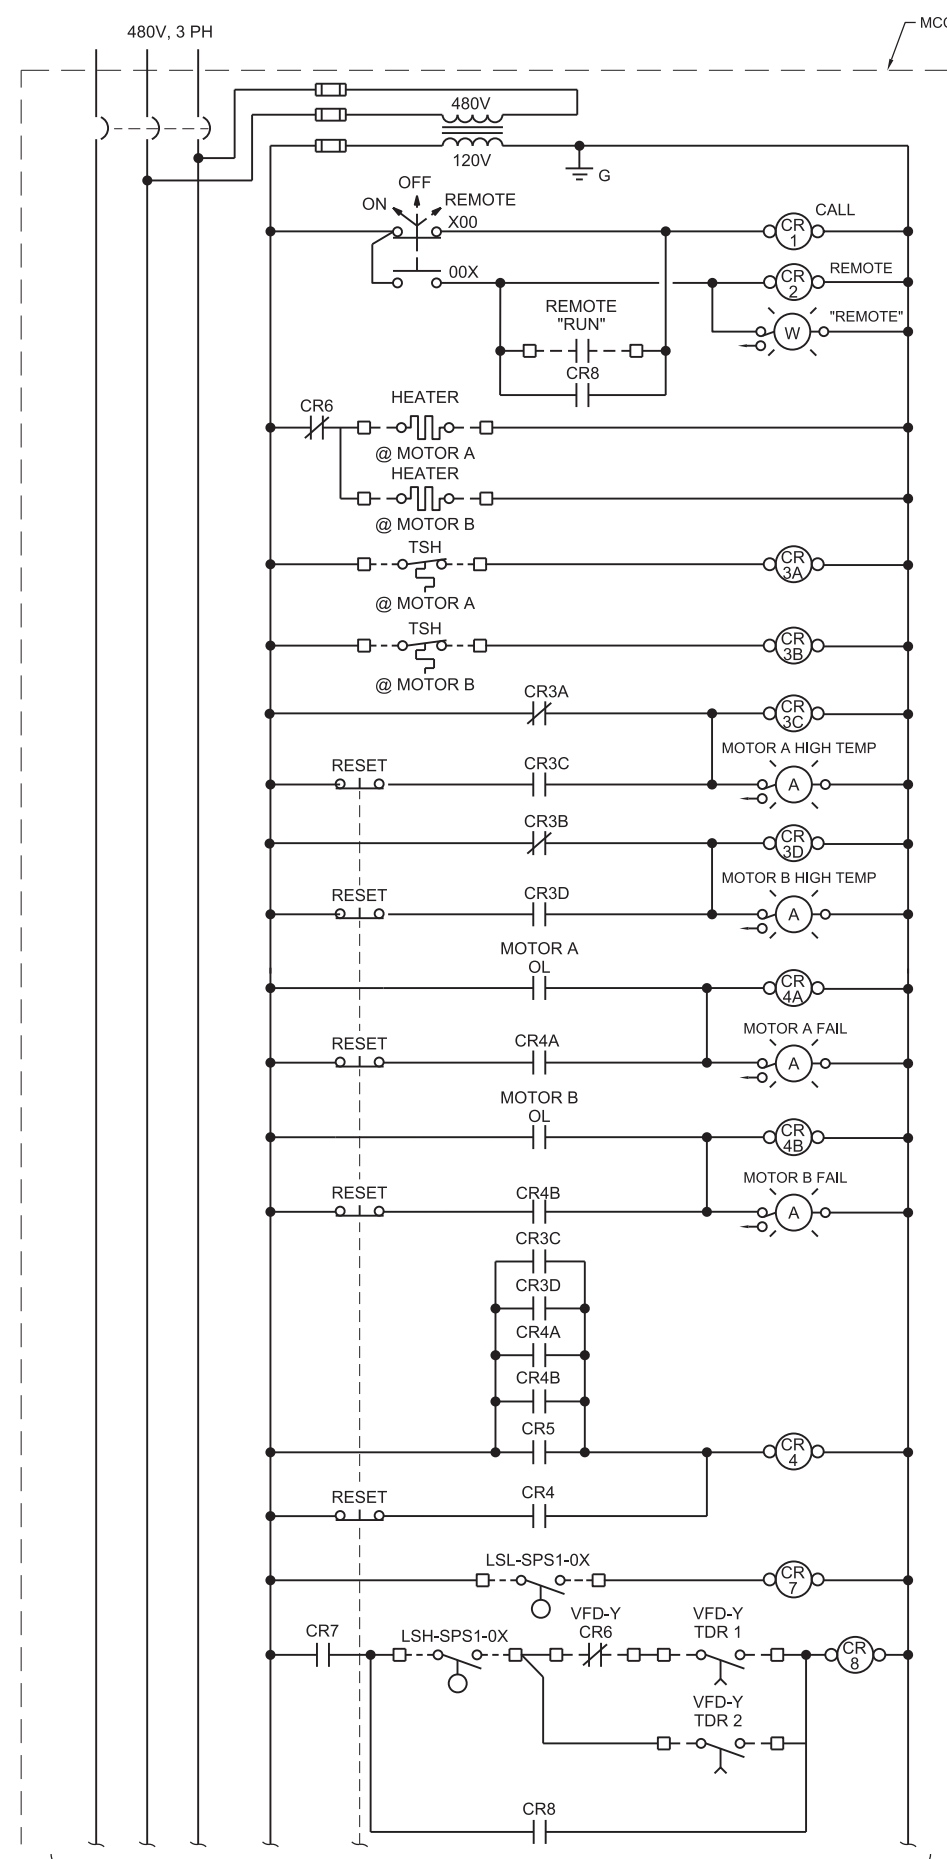 480V, 3 PH
480V
120V
G
OFF
ON
REMOTE
X00
CALL
CR
1
00X
REMOTE
CR
2
REMOTE
"RUN"
"REMOTE"
W
CR8
CR6
HEATER
@ MOTOR A
HEATER
@ MOTOR B
TSH
CR
3A
@ MOTOR A
TSH
CR
3B
@ MOTOR B
CR3A
CR
3C
MOTOR A HIGH TEMP
RESET
CR3C
A
CR3B
CR
3D
MOTOR B HIGH TEMP
RESET
CR3D
A
MOTOR A
OL
CR
4A
MOTOR A FAIL
RESET
CR4A
A
MOTOR B
OL
CR
4B
MOTOR B FAIL
RESET
CR4B
A
CR3C
CR3D
CR4A
CR4B
CR5
CR
4
RESET
CR4
LSL-SPS1-0X
CR
7
CR7
LSH-SPS1-0X
VFD-Y
CR6
VFD-Y
TDR 1
CR
8
VFD-Y
TDR 2
CR8